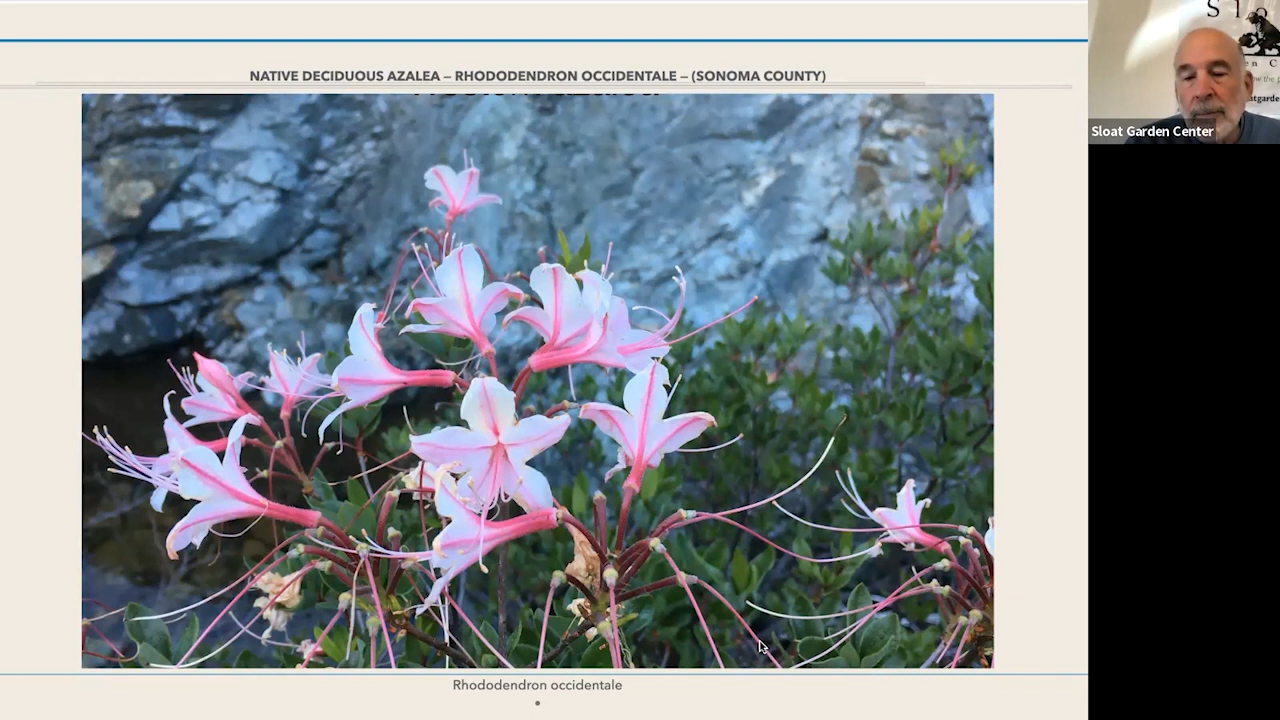 NATIVE DECIDUOUS AZALEA – RHODODENDRON OCCIDENTALE – (SONOMA COUNTY)
Rhododendron occidentale
Sloat Garden Center